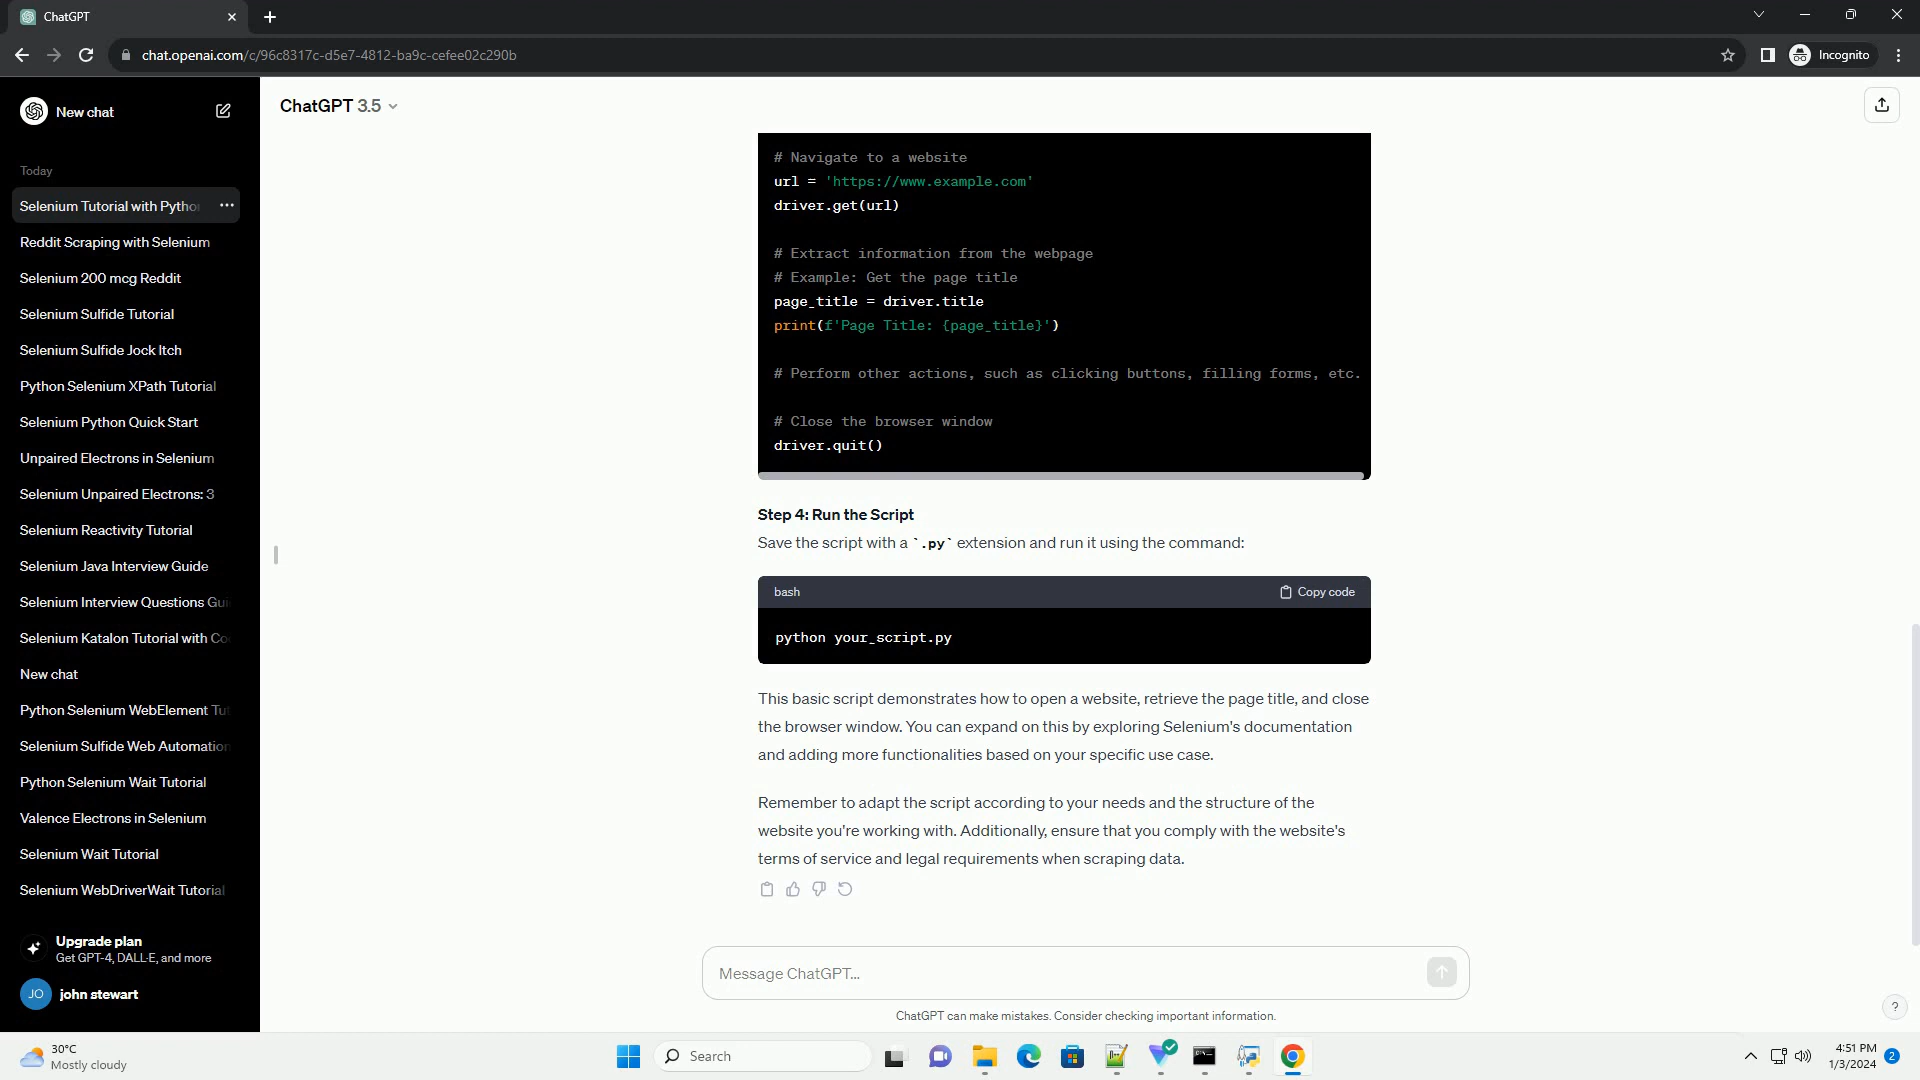 ChatGPT
chat.openai.com/c/96c8317c-d5e7-4812-ba9c-cefee02c290b
Incognito
New chat
Today
Selenium Tutorial with Pytho
Reddit Scraping with Selenium
Selenium 200 mcg Reddit
Selenium Sulfide Tutorial
Selenium Sulfide Jock Itch
Python Selenium XPath Tutorial
Selenium Python Quick Start
Unpaired Electrons in Selenium
Selenium Unpaired Electrons: 3
Selenium Reactivity Tutorial
Selenium Java Interview Guide
Selenium Interview Questions Gui
Selenium Katalon Tutorial with Co
New chat
Python Selenium WebElement Tut
Selenium Sulfide Web Automation
Python Selenium Wait Tutorial
Valence Electrons in Selenium
Selenium Wait Tutorial
Selenium WebDriverWait Tutorial
Upgrade plan
Get GPT-4, DALL·E, and more
JO john stewart
ChatGPT 3.5
# Navigate to a website
url = 'https://www.example.com'
driver.get(url)
# Extract information from the webpage
# Example: Get the page title
page_title = driver.title
print(f'Page Title: {page_title}')
# Perform other actions, such as clicking buttons, filling forms, etc.
# Close the browser window
driver.quit()
Step 4: Run the Script
Save the script with a `.py` extension and run it using the command:
bash Copy code
python your_script.py
This basic script demonstrates how to open a website, retrieve the page title, and close
the browser window. You can expand on this by exploring Selenium's documentation
and adding more functionalities based on your specific use case.
Remember to adapt the script according to your needs and the structure of the
website you're working with. Additionally, ensure that you comply with the website's
terms of service and legal requirements when scraping data.
Message ChatGPT...
ChatGPT can make mistakes. Consider checking important information.
?
30°C
Mostly cloudy
Search
4:51 PM
1/3/2024
2